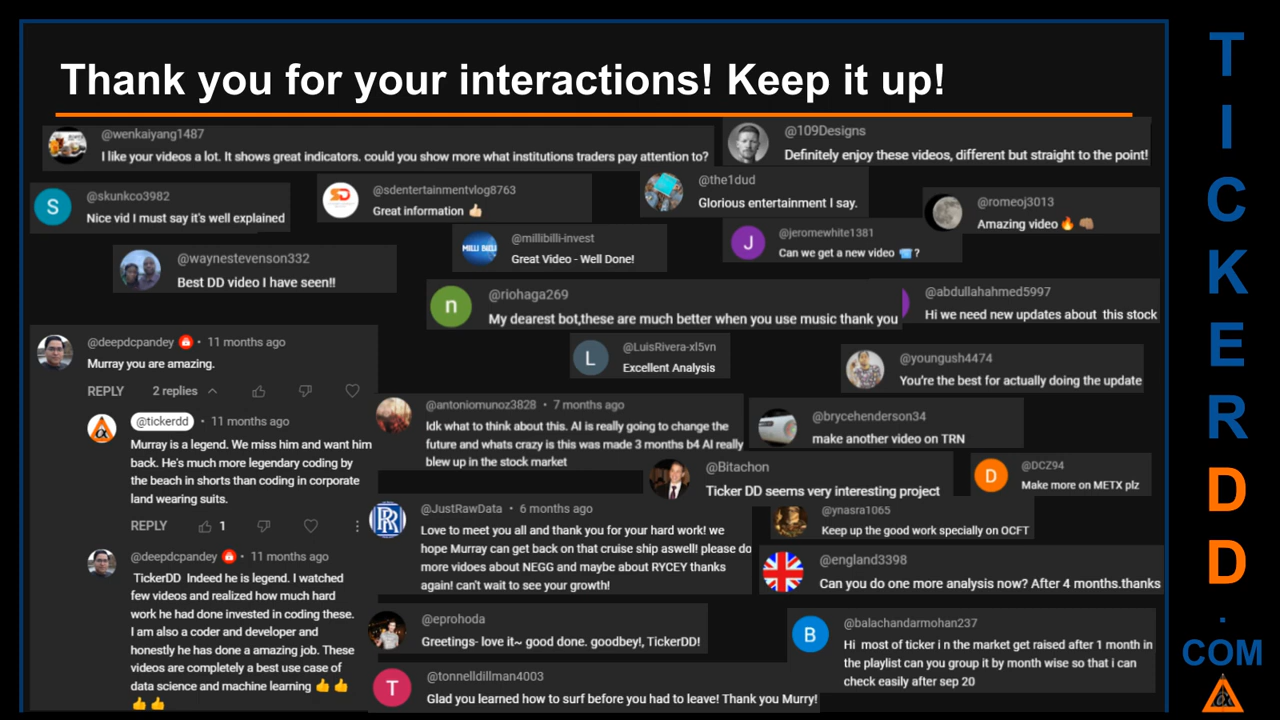 Thank you for your interactions! Keep it up!
@wenkaiyang1487
I like your videos a lot. It shows great indicators. could you show more what institutions traders pay attention to?
@109Designs
Definitely enjoy these videos, different but straight to the point!
S
@skunkco3982
Nice vid I must say it's well explained
SD
@sdentertainmentvlog8763
Great information 👍🏻
@the1dud
Glorious entertainment I say.
@romeoj3013
Amazing video 🔥 👊🏽
@waynestevenson332
Best DD video I have seen!!
MILLI BILLI
@millibilli-invest
Great Video - Well Done!
J
@jeromewhite1381
Can we get a new video ?
n
@riohaga269
My dearest bot,these are much better when you use music thank you
@abdullahahmed5997
Hi we need new updates about this stock
L
@LuisRivera-xl5vn
Excellent Analysis
@youngush4474
You're the best for actually doing the update
@deepdcpandey • 11 months ago
Murray you are amazing.
REPLY 2 replies
@tickerdd • 11 months ago
Murray is a legend. We miss him and want him
back. He's much more legendary coding by
the beach in shorts than coding in corporate
land wearing suits.
REPLY 1
@deepdcpandey • 11 months ago
TickerDD Indeed he is legend. I watched
few videos and realized how much hard
work he had done invested in coding these.
I am also a coder and developer and
honestly he has done a amazing job. These
videos are completely a best use case of
data science and machine learning 👍 👍
👍 👍
@antoniomunoz3828 • 7 months ago
Idk what to think about this. AI is really going to change the
future and whats crazy is this was made 3 months b4 AI really
blew up in the stock market
@brycehenderson34
make another video on TRN
@Bitachon
Ticker DD seems very interesting project
D
@DCZ94
Make more on METX plz
RR
@JustRawData • 6 months ago
Love to meet you all and thank you for your hard work! we
hope Murray can get back on that cruise ship aswell! please do
more vidoes about NEGG and maybe about RYCEY thanks
again! can't wait to see your growth!
@ynasra1065
Keep up the good work specially on OCFT
@england3398
Can you do one more analysis now? After 4 months.thanks
@eprohoda
Greetings- love it~ good done. goodbey!, TickerDD!
B
@balachandarmohan237
Hi most of ticker i n the market get raised after 1 month in
the playlist can you group it by month wise so that i can
check easily after sep 20
T
@tonnelldillman4003
Glad you learned how to surf before you had to leave! Thank you Murry!
T
I
C
K
E
R
D
D
.
COM
α